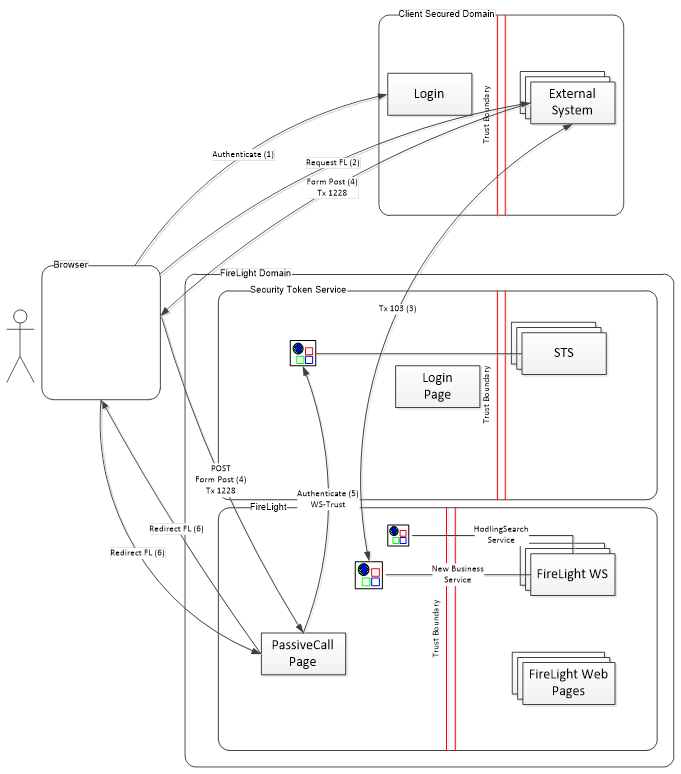 Client Secured Domain
Login
Trust Boundary
External
System
Authenticate (1)
Request FL (2)
Form Post (4)
Tx 1228
Browser
FireLight Domain
Security Token Service
Tx 103 (3)
STS
Login
Page
Trust Boundary
POST
Form Post (4)
Tx 1228
Authenticate (5)
WS-Trust
FireLight
Redirect FL (6)
Redirect FL (6)
HodlingSearch
Service
New Business
Service
FireLight WS
Trust Boundary
PassiveCall
Page
FireLight Web
Pages